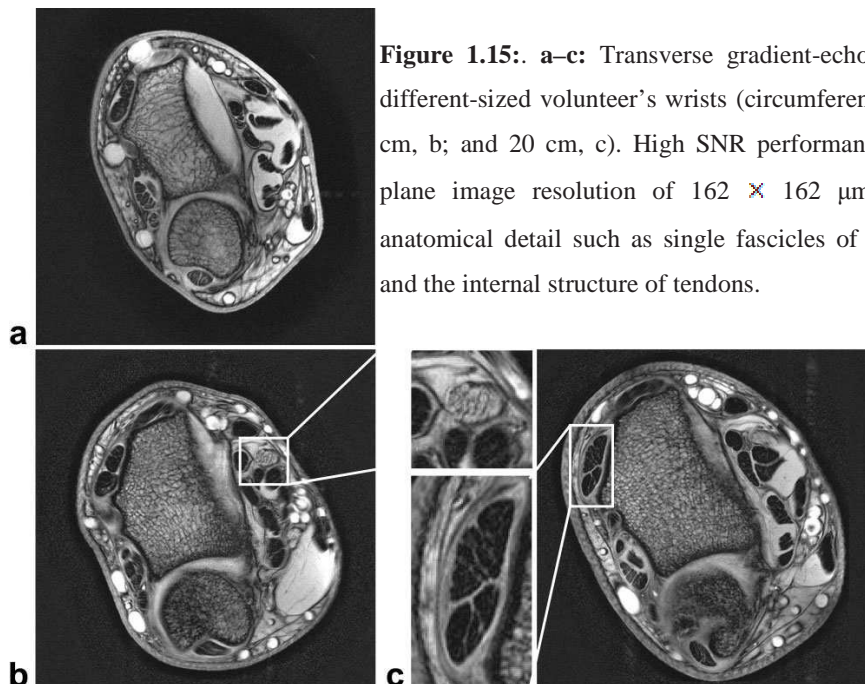 Figure 1.15:. a–c: Transverse gradient-echo
different-sized volunteer's wrists (circumferen
cm, b; and 20 cm, c). High SNR performan
plane image resolution of 162 × 162 μm
anatomical detail such as single fascicles of
and the internal structure of tendons.
a
b
c